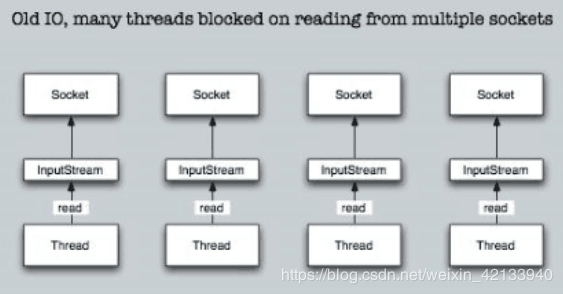 Old IO, many threads blocked on reading from multiple sockets
Socket Socket Socket Socket
InputStream InputStream InputStream InputStream
read read read read
Thread Thread Thread Thread
https://blog.csdn.net/weixin_42133940